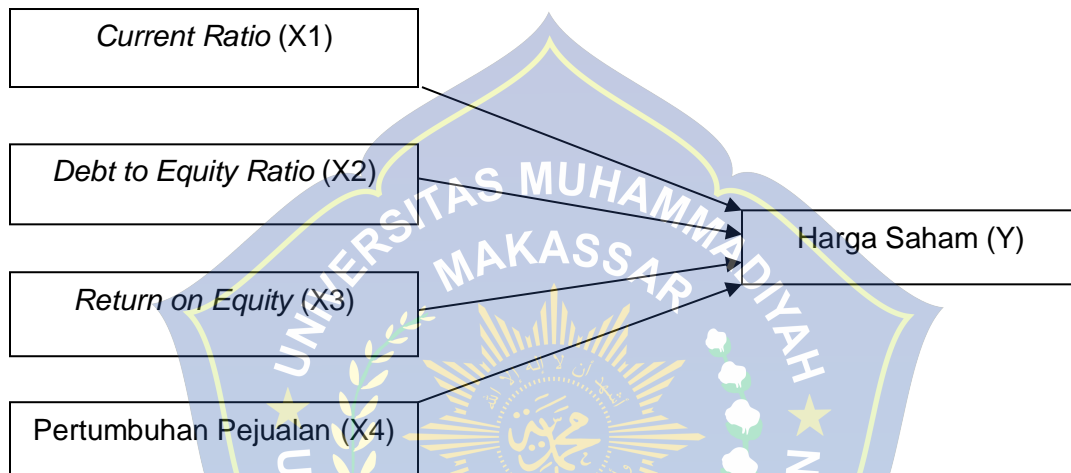 Current Ratio (X1)
Debt to Equity Ratio (X2)
Return on Equity (X3)
Pertumbuhan Pejualan (X4)
Harga Saham (Y)
UNIVERSITAS MUHAMMADIYAH
MAKASSAR